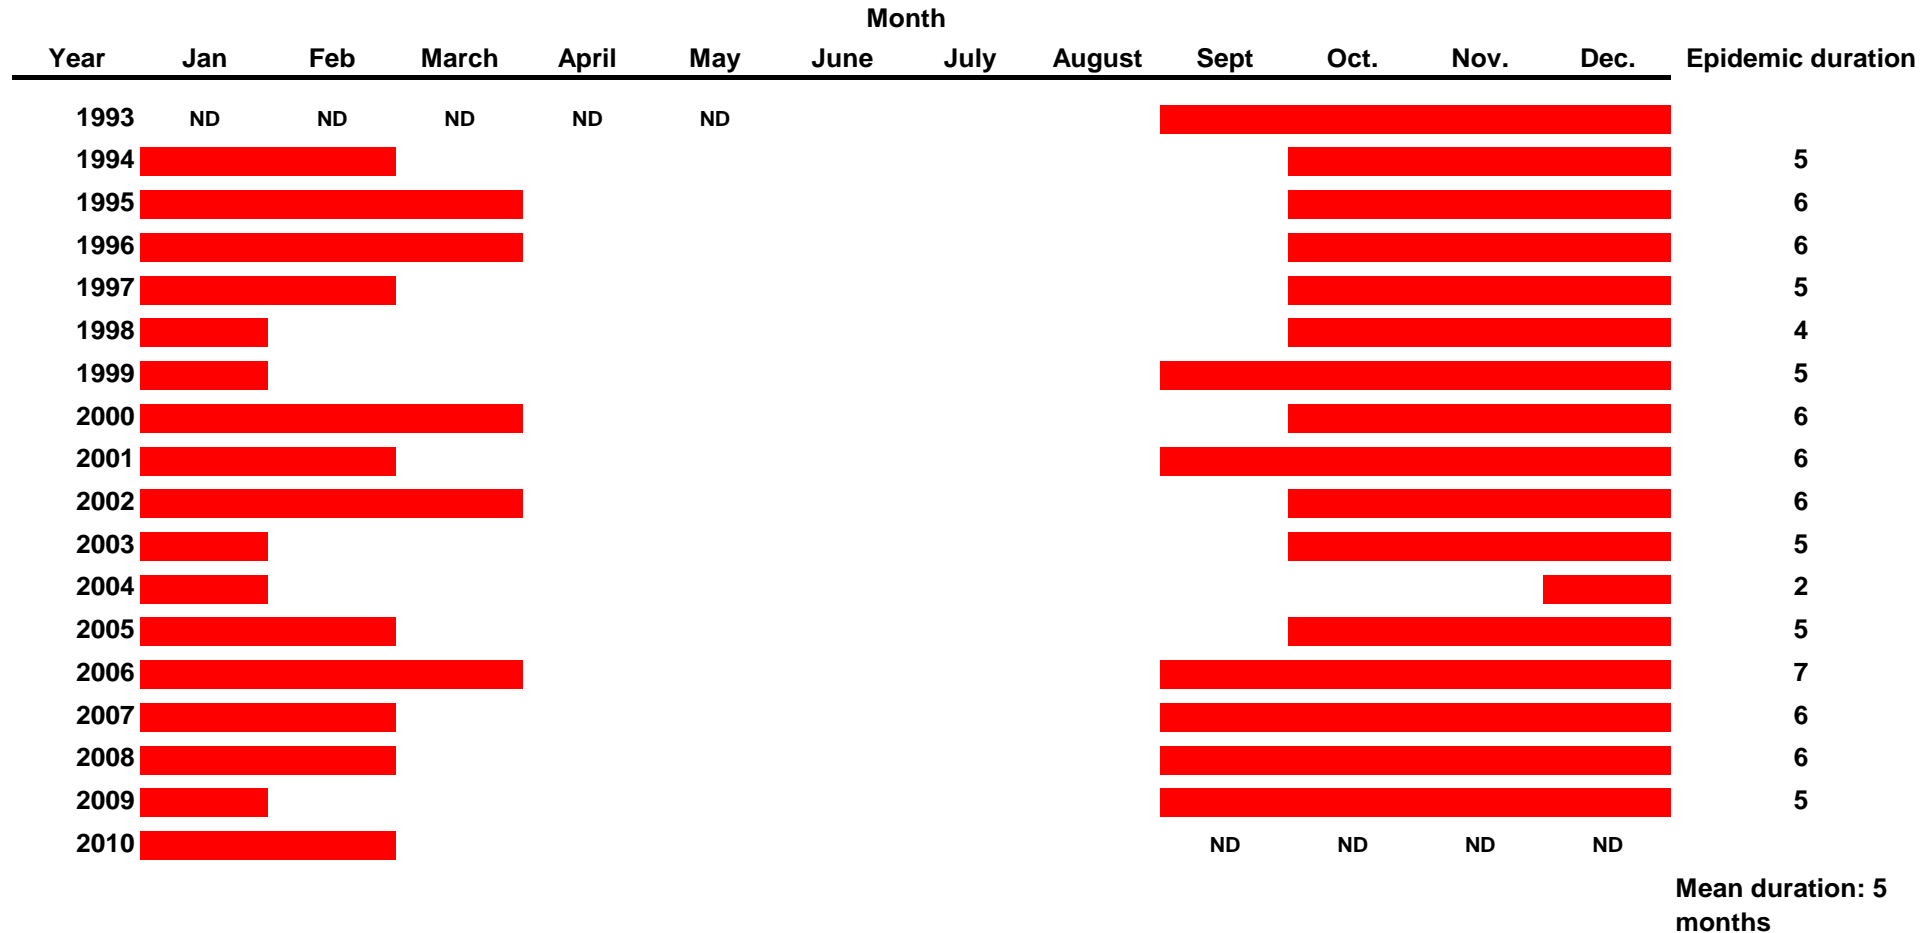 Month
Year Jan Feb March April May June July August Sept Oct. Nov. Dec. Epidemic duration
1993 ND ND ND ND ND
1994 5
1995 6
1996 6
1997 5
1998 4
1999 5
2000 6
2001 6
2002 6
2003 5
2004 2
2005 5
2006 7
2007 6
2008 6
2009 5
2010 ND ND ND ND
Mean duration: 5
months